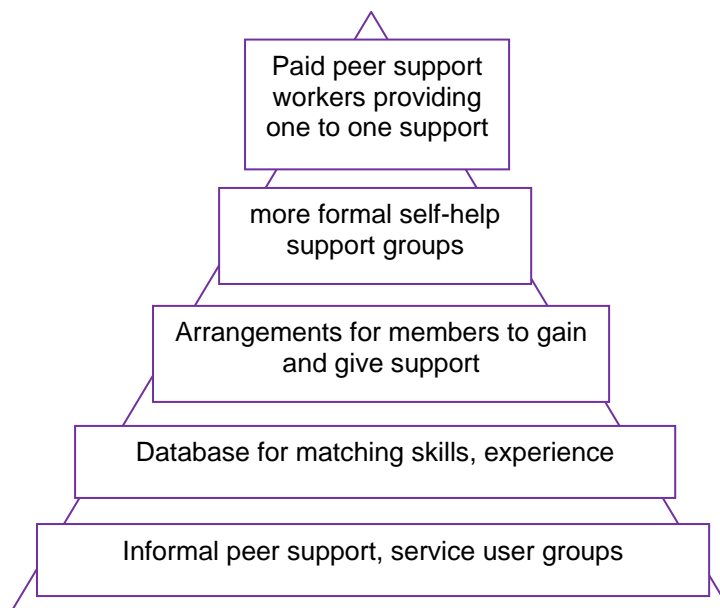 Paid peer support
workers providing
one to one support
more formal self-help
support groups
Arrangements for members to gain
and give support
Database for matching skills, experience
Informal peer support, service user groups